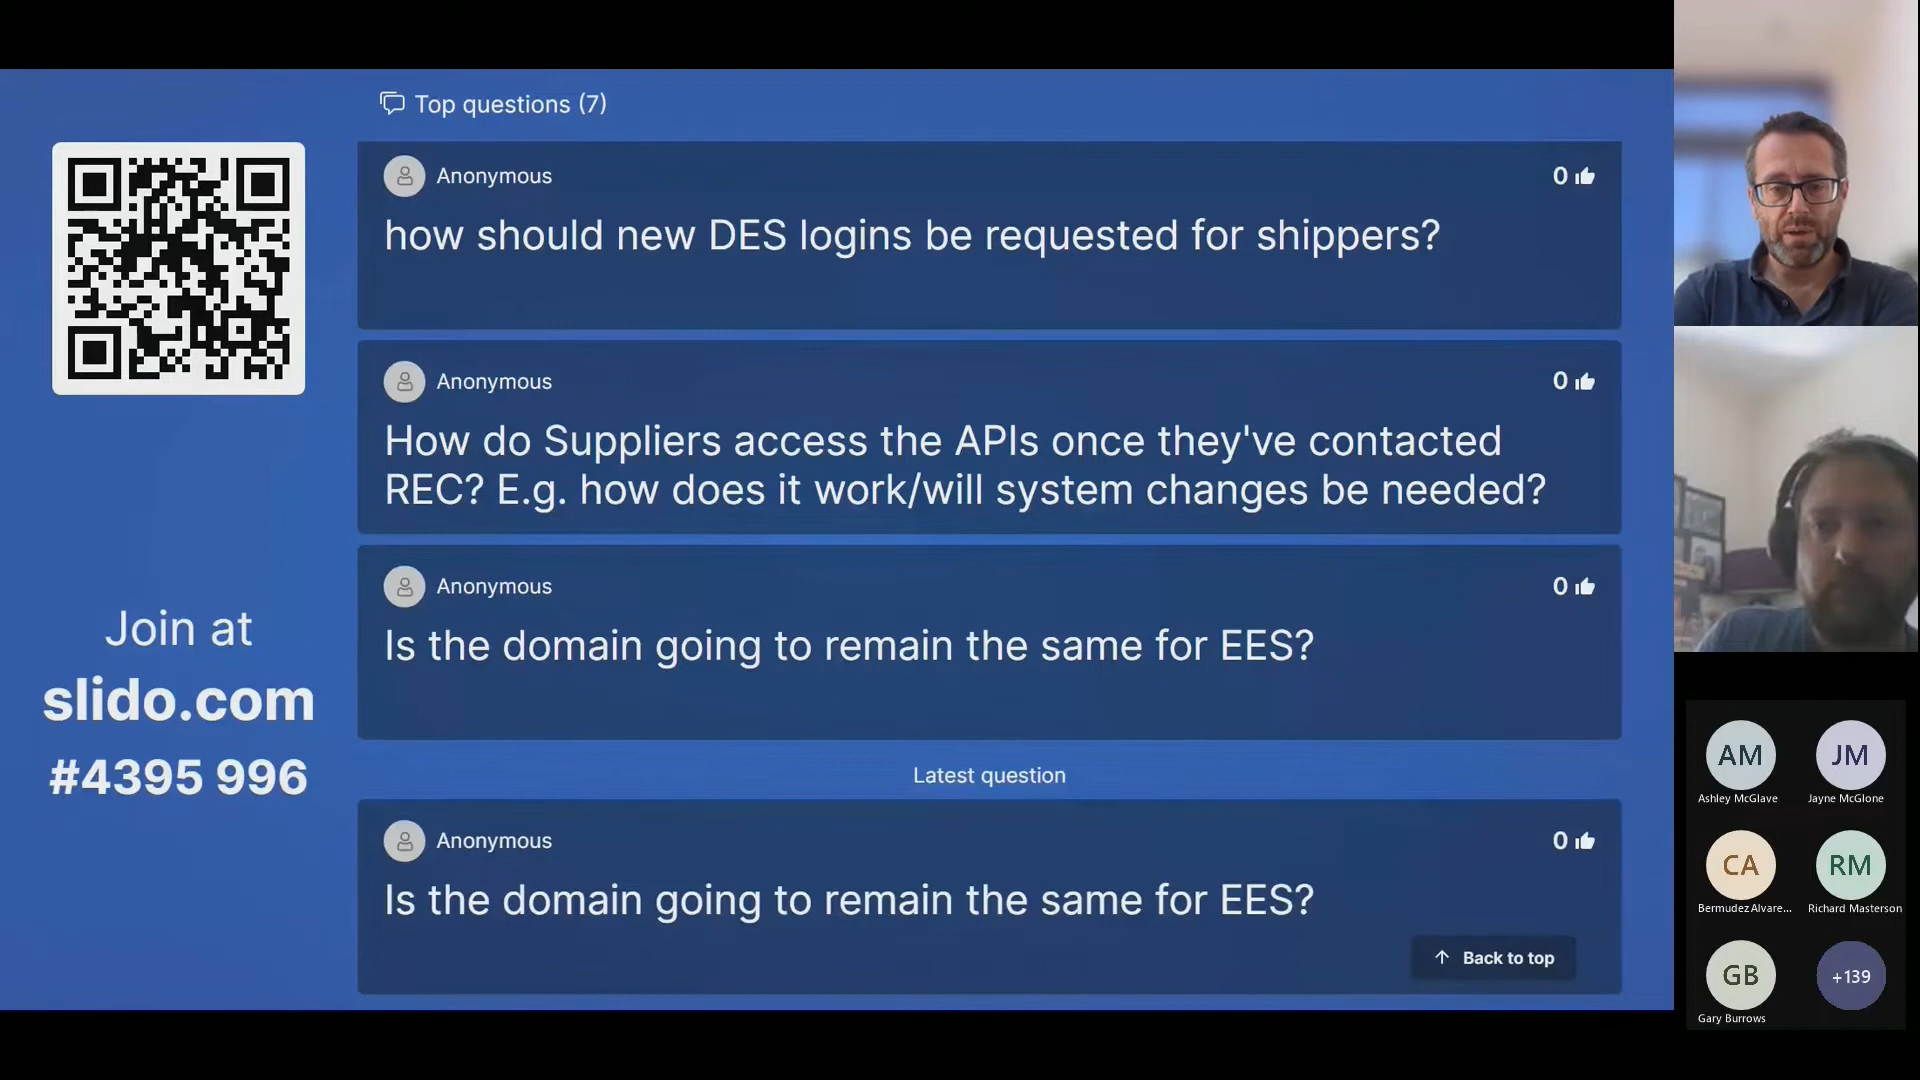 Top questions (7)
Anonymous
0
how should new DES logins be requested for shippers?
Anonymous
0
How do Suppliers access the APIs once they've contacted
REC? E.g. how does it work/will system changes be needed?
Anonymous
0
Is the domain going to remain the same for EES?
Latest question
Anonymous
0
Is the domain going to remain the same for EES?
Back to top
Join at
slido.com
#4395 996
AM
Ashley McGlave
JM
Jayne McGlone
CA
Bermudez Alvare...
RM
Richard Masterson
GB
Gary Burrows
+139